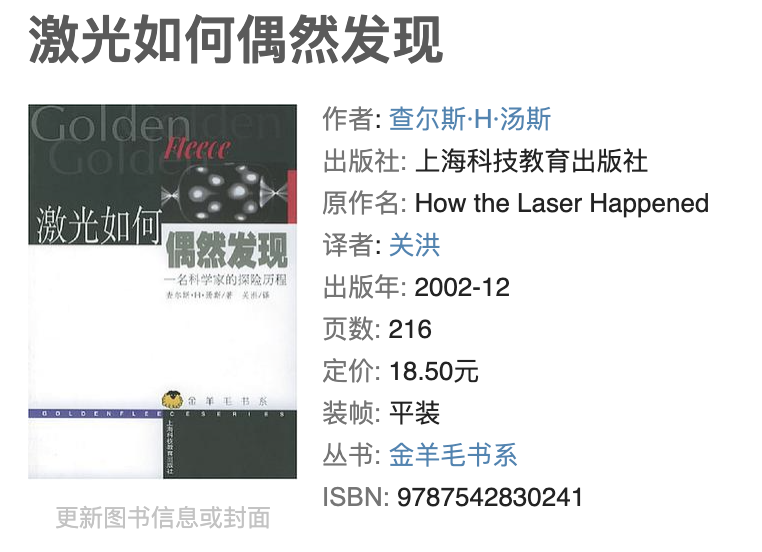 激光如何偶然发现
Golden
Golden
Fleece
激光如何
偶然发现
一名科学家的探险历程
查尔斯·H·汤斯/著 关洪/译
金羊毛书系
GOLDENFLEECESERIES
上海科技教育出版社
作者: 查尔斯·H·汤斯
出版社: 上海科技教育出版社
原作名: How the Laser Happened
译者: 关洪
出版年: 2002-12
页数: 216
定价: 18.50元
装帧: 平装
丛书: 金羊毛书系
ISBN: 9787542830241
更新图书信息或封面